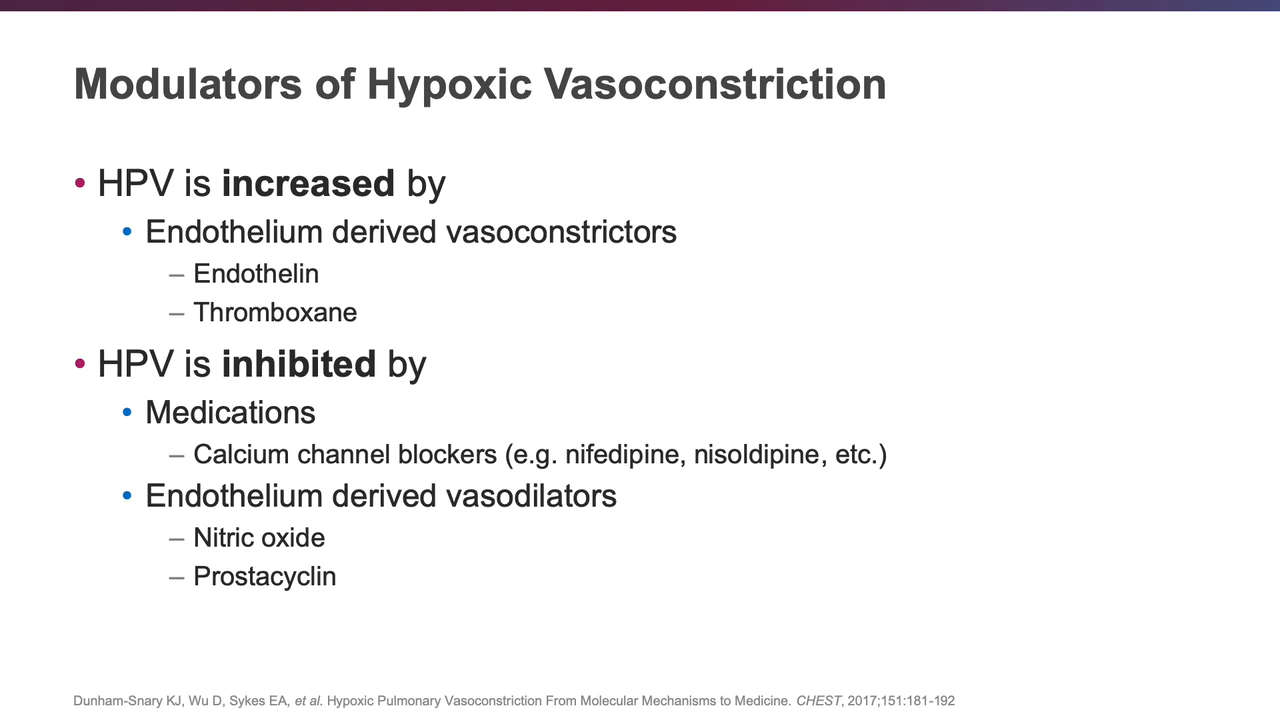 Modulators of Hypoxic Vasoconstriction
• HPV is increased by
• Endothelium derived vasoconstrictors
– Endothelin
– Thromboxane
• HPV is inhibited by
• Medications
– Calcium channel blockers (e.g. nifedipine, nisoldipine, etc.)
• Endothelium derived vasodilators
– Nitric oxide
– Prostacyclin
Dunham-Snary KJ, Wu D, Sykes EA, et al. Hypoxic Pulmonary Vasoconstriction From Molecular Mechanisms to Medicine. CHEST, 2017;151:181-192